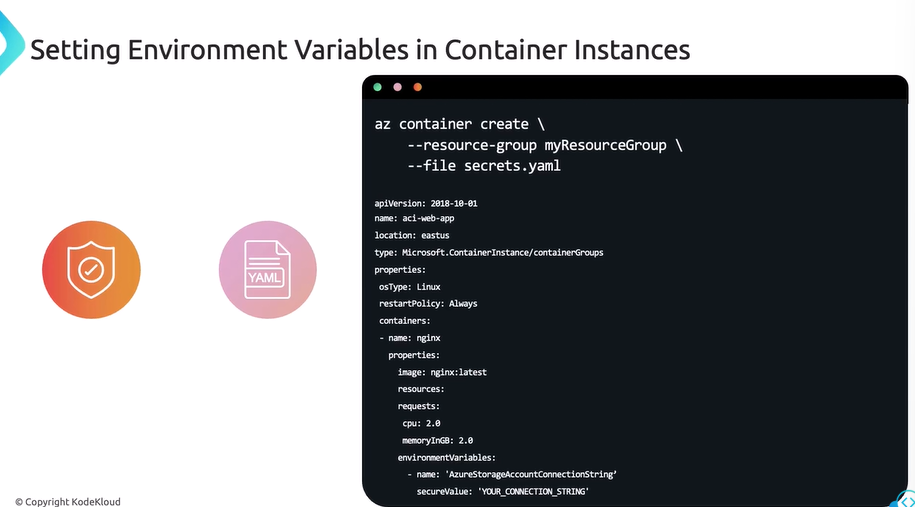 Setting Environment Variables in Container Instances
az container create \
--resource-group myResourceGroup \
--file secrets.yaml
apiVersion: 2018-10-01
name: aci-web-app
location: eastus
type: Microsoft.ContainerInstance/containerGroups
properties:
osType: Linux
restartPolicy: Always
containers:
- name: nginx
properties:
image: nginx:latest
resources:
requests:
cpu: 2.0
memoryInGB: 2.0
environmentVariables:
- name: 'AzureStorageAccountConnectionString’
secureValue: 'YOUR_CONNECTION_STRING'
YAML
© Copyright KodeKloud